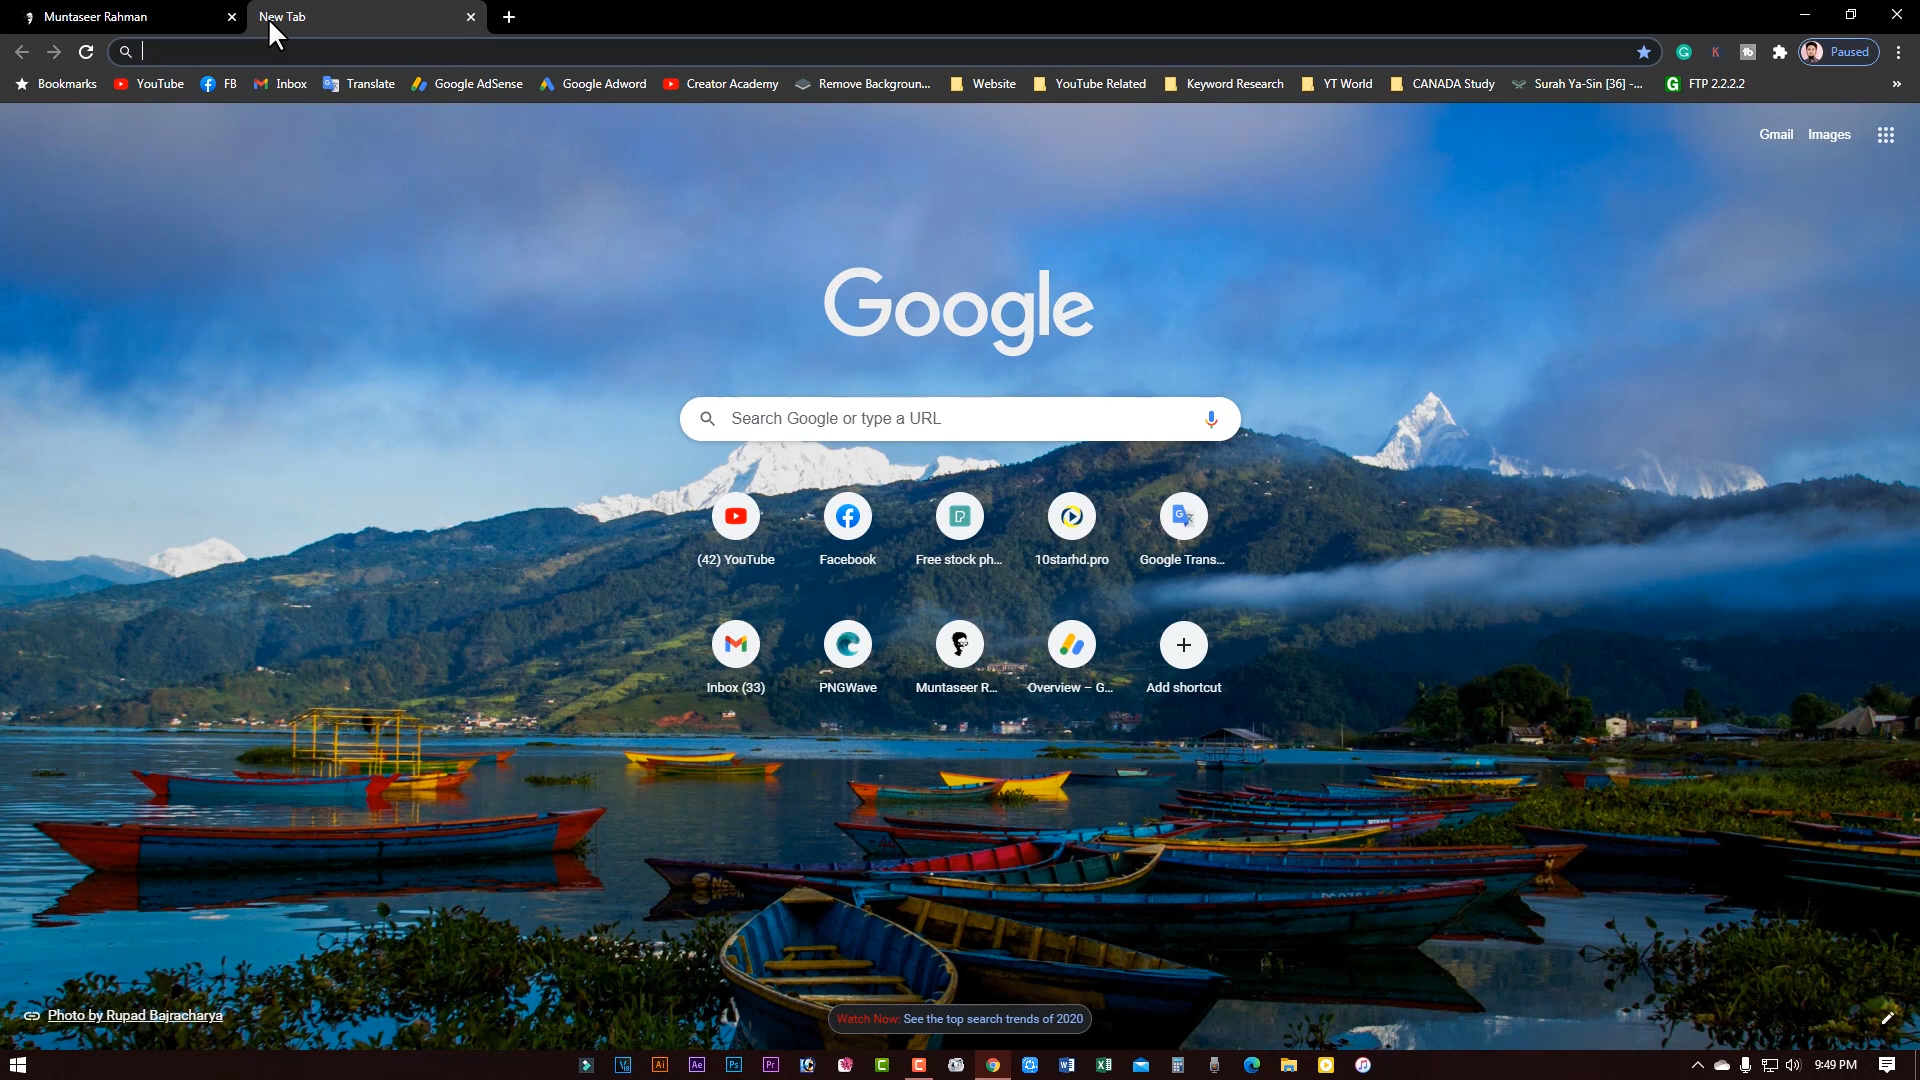 Muntaseer Rahman
New Tab
Paused
Bookmarks YouTube FB Inbox Translate Google AdSense Google Adword Creator Academy Remove Backgroun... Website YouTube Related Keyword Research YT World CANADA Study Surah Ya-Sin [36] -... FTP 2.2.2.2
Gmail Images
Google
Search Google or type a URL
(42) YouTube Facebook Free stock ph... 10starhd.pro Google Trans...
Inbox (33) PNGWave Muntaseer R... Overview – G... Add shortcut
Photo by Rupad Bajracharya
Watch Now: See the top search trends of 2020
9:49 PM